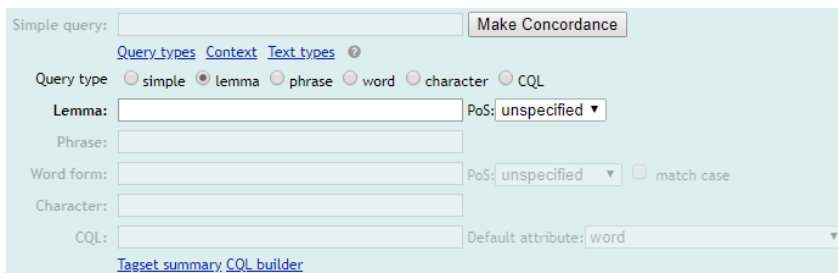 Simple query: Make Concordance
Query types Context Text types ?
Query type simple lemma phrase word character CQL
Lemma: PoS: unspecified
Phrase:
Word form: PoS: unspecified match case
Character:
CQL: Default attribute: word
Tagset summary CQL builder